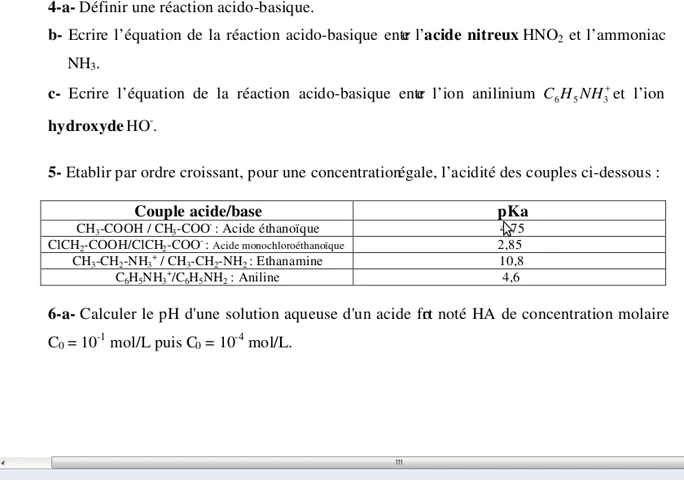 4-a- Définir une réaction acido-basique.
b- Ecrire l'équation de la réaction acido-basique entre l'acide nitreux HNO₂ et l'ammoniac
NH₃.
c- Ecrire l'équation de la réaction acido-basique entre l'ion anilinium C₆H₅NH₃⁺ et l'ion
hydroxyde HO⁻.
5- Etablir par ordre croissant, pour une concentration égale, l'acidité des couples ci-dessous :
Couple acide/base pKa
CH₃-COOH / CH₃-COO⁻ : Acide éthanoïque 4,75
ClCH₂-COOH/ClCH₂-COO⁻ : Acide monochloroéthanoïque 2,85
CH₃-CH₂-NH₃⁺ / CH₃-CH₂-NH₂ : Ethanamine 10,8
C₆H₅NH₃⁺/C₆H₅NH₂ : Aniline 4,6
6-a- Calculer le pH d'une solution aqueuse d'un acide fort noté HA de concentration molaire
C₀ = 10⁻¹ mol/L puis C₀ = 10⁻⁴ mol/L.